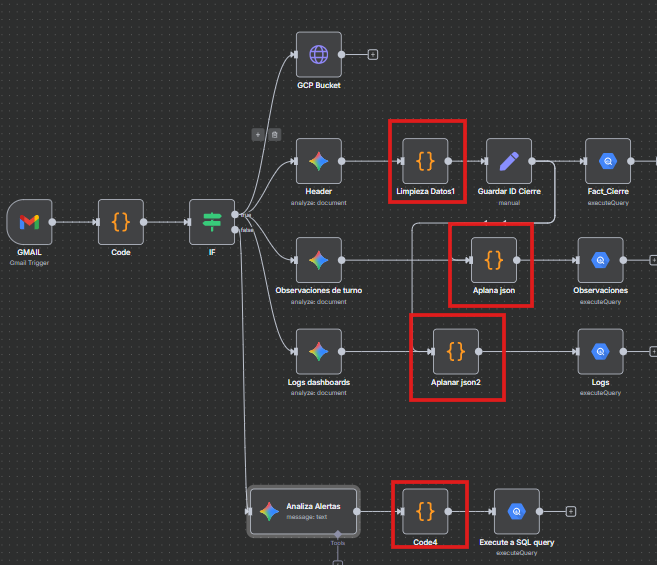 GCP Bucket
Header
analyze: document
Limpieza Datos1
Guardar ID Cierre
manual
Fact_Cierre
executeQuery
GMAIL
Gmail Trigger
Code
IF
true
false
Observaciones de turno
analyze: document
Aplana json
Observaciones
executeQuery
Logs dashboards
analyze: document
Aplanar json2
Logs
executeQuery
Analiza Alertas
message: text
Tools
Code4
Execute a SQL query
executeQuery